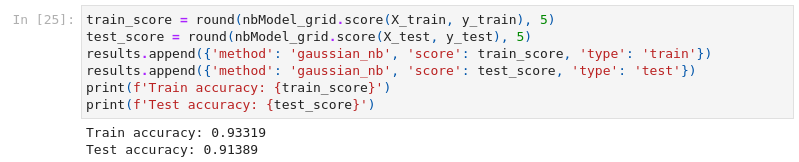 In [25]: train_score = round(nbModel_grid.score(X_train, y_train), 5)
test_score = round(nbModel_grid.score(X_test, y_test), 5)
results.append({'method': 'gaussian_nb', 'score': train_score, 'type': 'train'})
results.append({'method': 'gaussian_nb', 'score': test_score, 'type': 'test'})
print(f'Train accuracy: {train_score}')
print(f'Test accuracy: {test_score}')
Train accuracy: 0.93319
Test accuracy: 0.91389